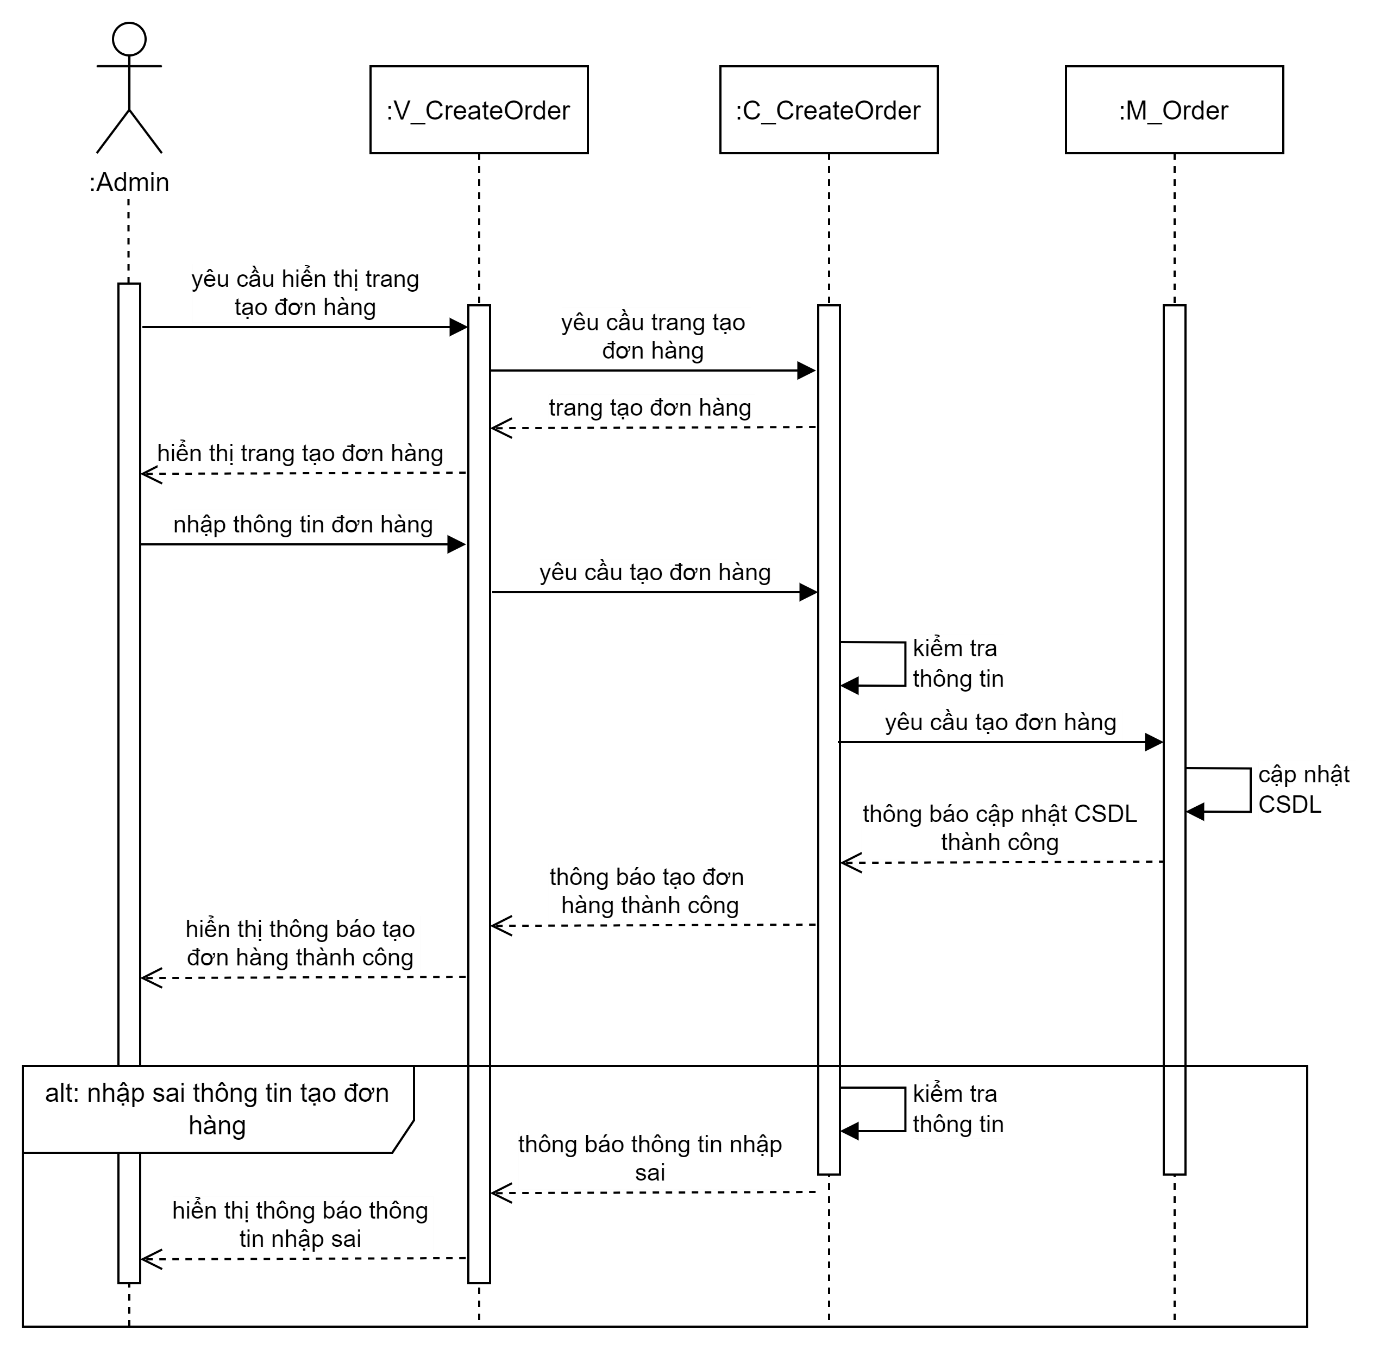 :Admin
:V_CreateOrder
:C_CreateOrder
:M_Order
yêu cầu hiển thị trang
tạo đơn hàng
yêu cầu trang tạo
đơn hàng
trang tạo đơn hàng
hiển thị trang tạo đơn hàng
nhập thông tin đơn hàng
yêu cầu tạo đơn hàng
kiểm tra
thông tin
yêu cầu tạo đơn hàng
cập nhật
CSDL
thông báo cập nhật CSDL
thành công
thông báo tạo đơn
hàng thành công
hiển thị thông báo tạo
đơn hàng thành công
alt: nhập sai thông tin tạo đơn
hàng
kiểm tra
thông tin
thông báo thông tin nhập
sai
hiển thị thông báo thông
tin nhập sai